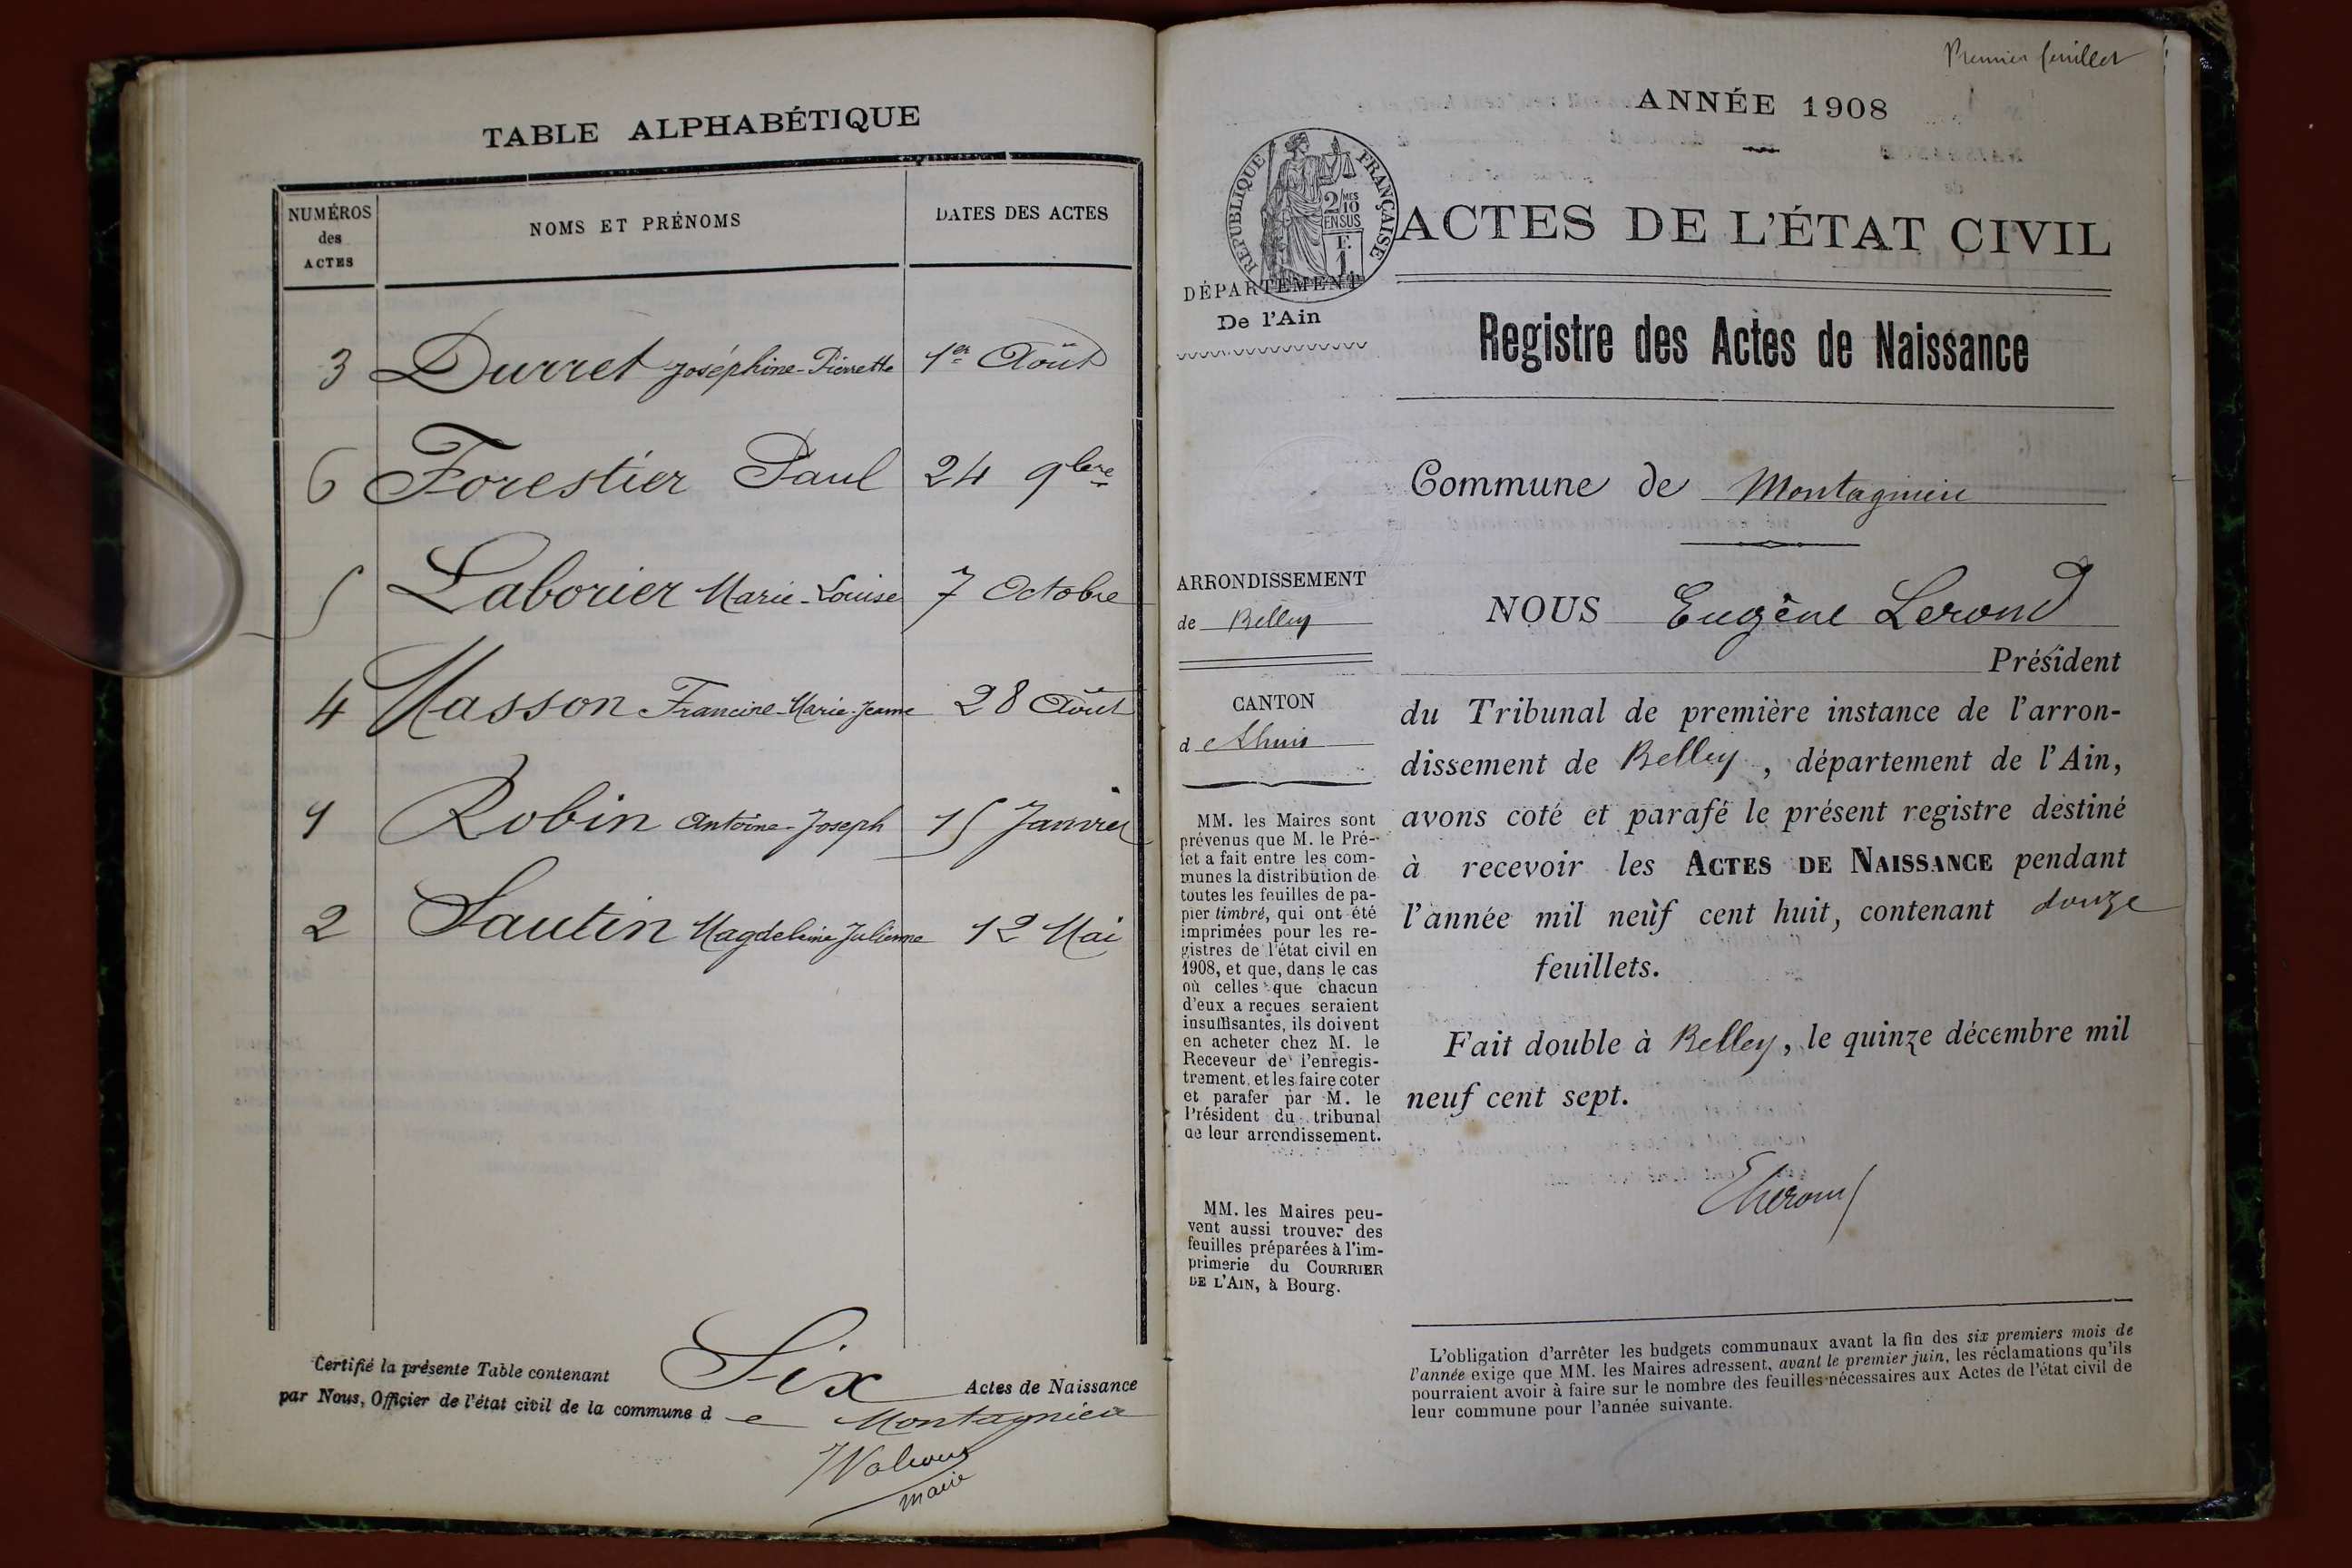 TABLE ALPHABÉTIQUE
NUMÉROS
des
ACTES
NOMS ET PRÉNOMS
DATES DES ACTES
3 Durret Joséphine-Pierrette 1er Août
6 Forestier Paul 24 9bre
5 Laborier Marie-Louise 7 Octobre
4 Masson Francine-Marie-Jeanne 28 Août
1 Robin Antoine-Joseph 15 Janvier
2 Sautin Magdeleine Julienne 12 Mai
Certifié la présente Table contenant Six Actes de Naissance
par Nous, Officier de l'état civil de la commune de Montagnieu
Premier feuillet
ANNÉE 1908
RÉPUBLIQUE FRANÇAISE
2/10 MES
EN SUS
F.
1
ACTES DE L'ÉTAT CIVIL
DÉPARTEMENT
De l'Ain
Registre des Actes de Naissance
Commune de Montagnieu
ARRONDISSEMENT
de Belley
CANTON
d Lhuis
MM. les Maires sont
prévenus que M. le Pré-
fet a fait entre les com-
munes la distribution de
toutes les feuilles de pa-
pier timbré, qui ont été
imprimées pour les re-
gistres de l'état civil en
1908, et que, dans le cas
où celles que chacun
d'eux a reçues seraient
insuffisantes, ils doivent
en acheter chez M. le
Receveur de l'enregis-
trement, et les faire coter
et parafer par M. le
Président du tribunal
de leur arrondissement.
MM. les Maires peu-
vent aussi trouver des
feuilles préparées à l'im-
primerie du COURRIER
DE L'AIN, à Bourg.
NOUS Eugène Lerond
Président
du Tribunal de première instance de l'arron-
dissement de Belley, département de l'Ain,
avons coté et parafé le présent registre destiné
à recevoir les ACTES DE NAISSANCE pendant
l'année mil neuf cent huit, contenant douze
feuillets.
Fait double à Belley, le quinze décembre mil
neuf cent sept.
L'obligation d'arrêter les budgets communaux avant la fin des six premiers mois de
l'année exige que MM. les Maires adressent, avant le premier juin, les réclamations qu'ils
pourraient avoir à faire sur le nombre des feuilles nécessaires aux Actes de l'état civil de
leur commune pour l'année suivante.